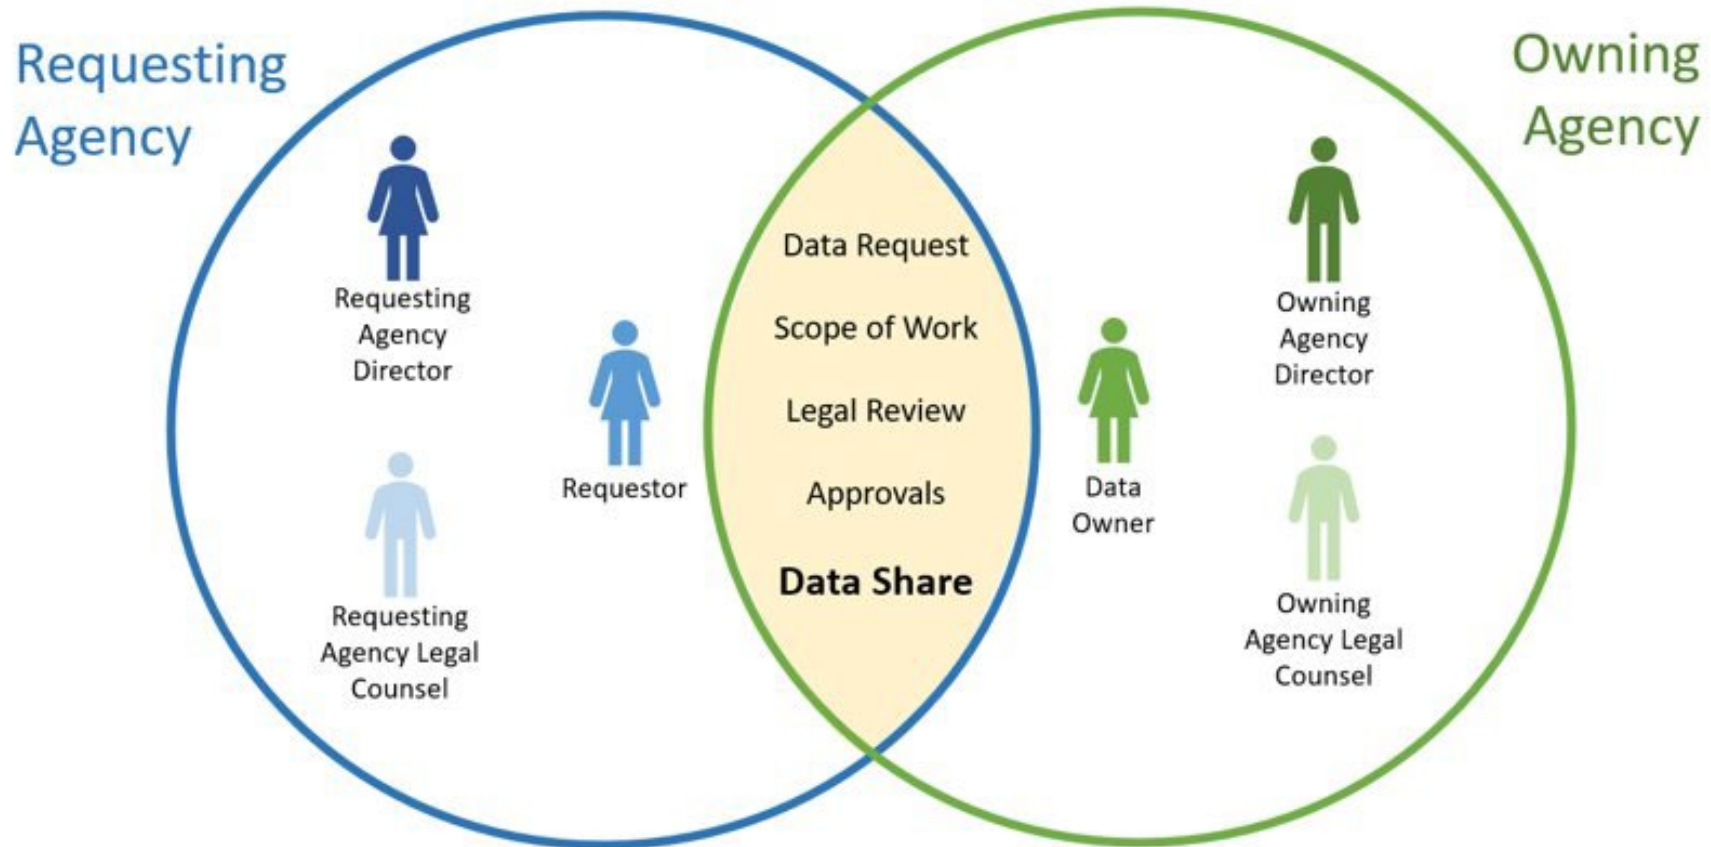 Requesting
Agency
Owning
Agency
Requesting
Agency
Director
Requestor
Requesting
Agency Legal
Counsel
Data Request
Scope of Work
Legal Review
Approvals
Data Share
Data
Owner
Owning
Agency
Director
Owning
Agency Legal
Counsel